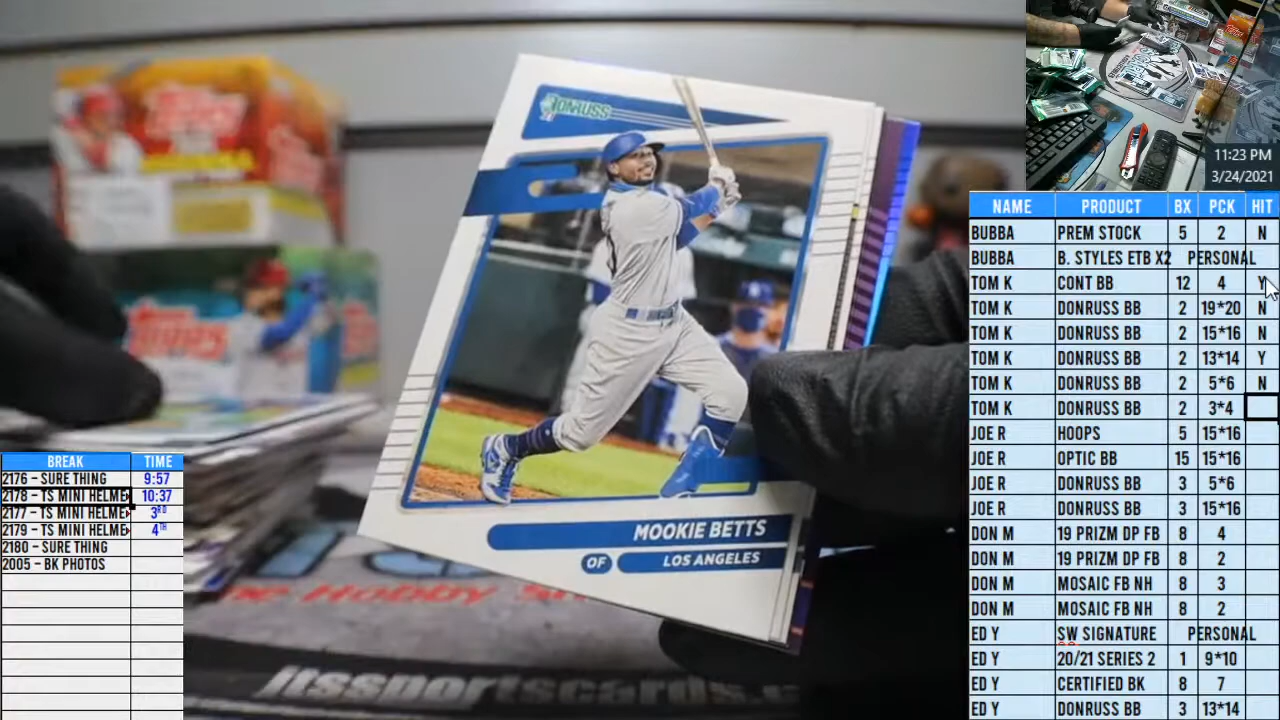 11:23 PM
3/24/2021
NAME PRODUCT BX PCK HIT
BUBBA PREM STOCK 5 2 N
BUBBA B. STYLES ETB X2 PERSONAL
TOM K CONT BB 12 4 Y
TOM K DONRUSS BB 2 19*20 N
TOM K DONRUSS BB 2 15*16 N
TOM K DONRUSS BB 2 13*14 Y
TOM K DONRUSS BB 2 5*6 N
TOM K DONRUSS BB 2 3*4
JOE R HOOPS 5 15*16
JOE R OPTIC BB 15 15*16
JOE R DONRUSS BB 3 5*6
JOE R DONRUSS BB 3 15*16
DON M 19 PRIZM DP FB 8 4
DON M 19 PRIZM DP FB 8 2
DON M MOSAIC FB NH 8 3
DON M MOSAIC FB NH 8 2
ED Y SW SIGNATURE PERSONAL
ED Y 20/21 SERIES 2 1 9*10
ED Y CERTIFIED BK 8 7
ED Y DONRUSS BB 3 13*14
Topps
Topps
DONRUSS
MOOKIE BETTS
OF LOS ANGELES
BREAK TIME
2176 – SURE THING 9:57
2178 – TS MINI HELME 10:37
2177 – TS MINI HELME 3RD
2179 – TS MINI HELME 4TH
2180 – SURE THING
2005 – BK PHOTOS
he Hobby
jtssportscards.c